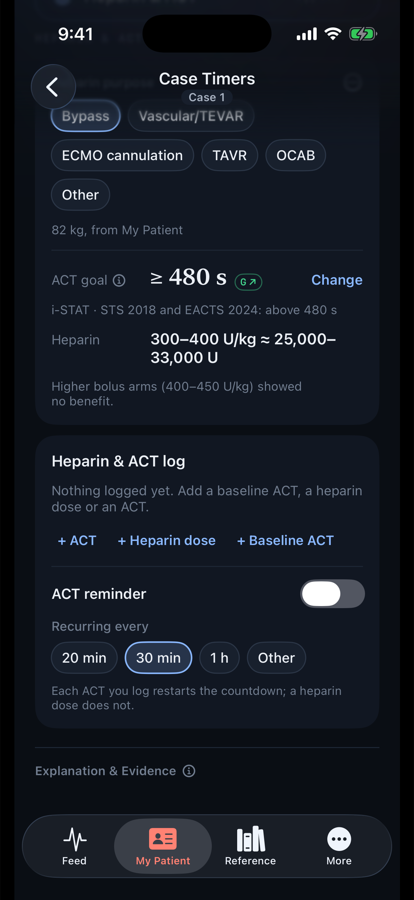 9:41
Case Timers
Case 1
Bypass
Vascular/TEVAR
ECMO cannulation
TAVR
OCAB
Other
82 kg, from My Patient
ACT goal ≥ 480 s G↗ Change
i-STAT · STS 2018 and EACTS 2024: above 480 s
Heparin 300–400 U/kg ≈ 25,000–
33,000 U
Higher bolus arms (400–450 U/kg) showed
no benefit.
Heparin & ACT log
Nothing logged yet. Add a baseline ACT, a heparin
dose or an ACT.
+ ACT + Heparin dose + Baseline ACT
ACT reminder
Recurring every
20 min 30 min 1 h Other
Each ACT you log restarts the countdown; a heparin
dose does not.
Explanation & Evidence
Feed My Patient Reference More